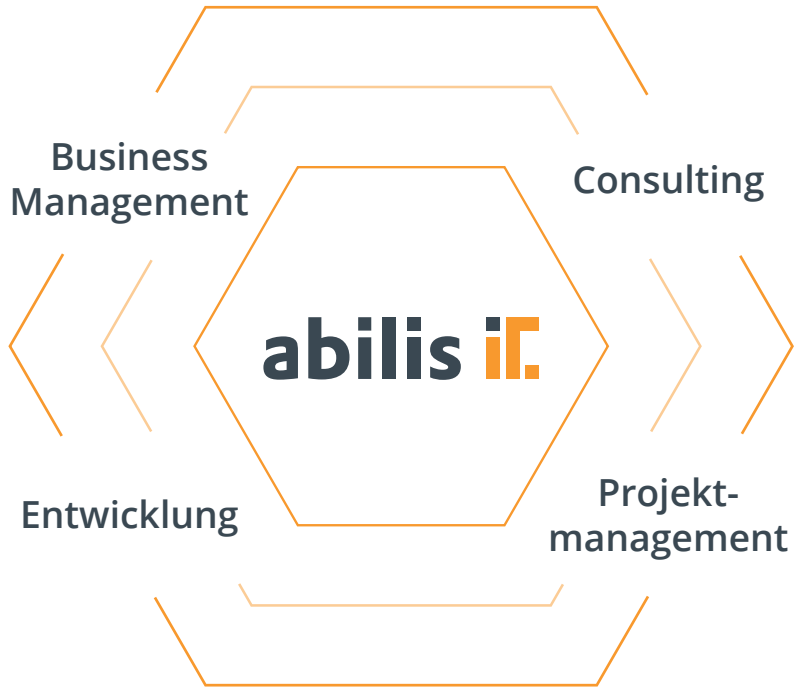 Business
Management
Consulting
abilis iT.
Entwicklung
Projekt-
management